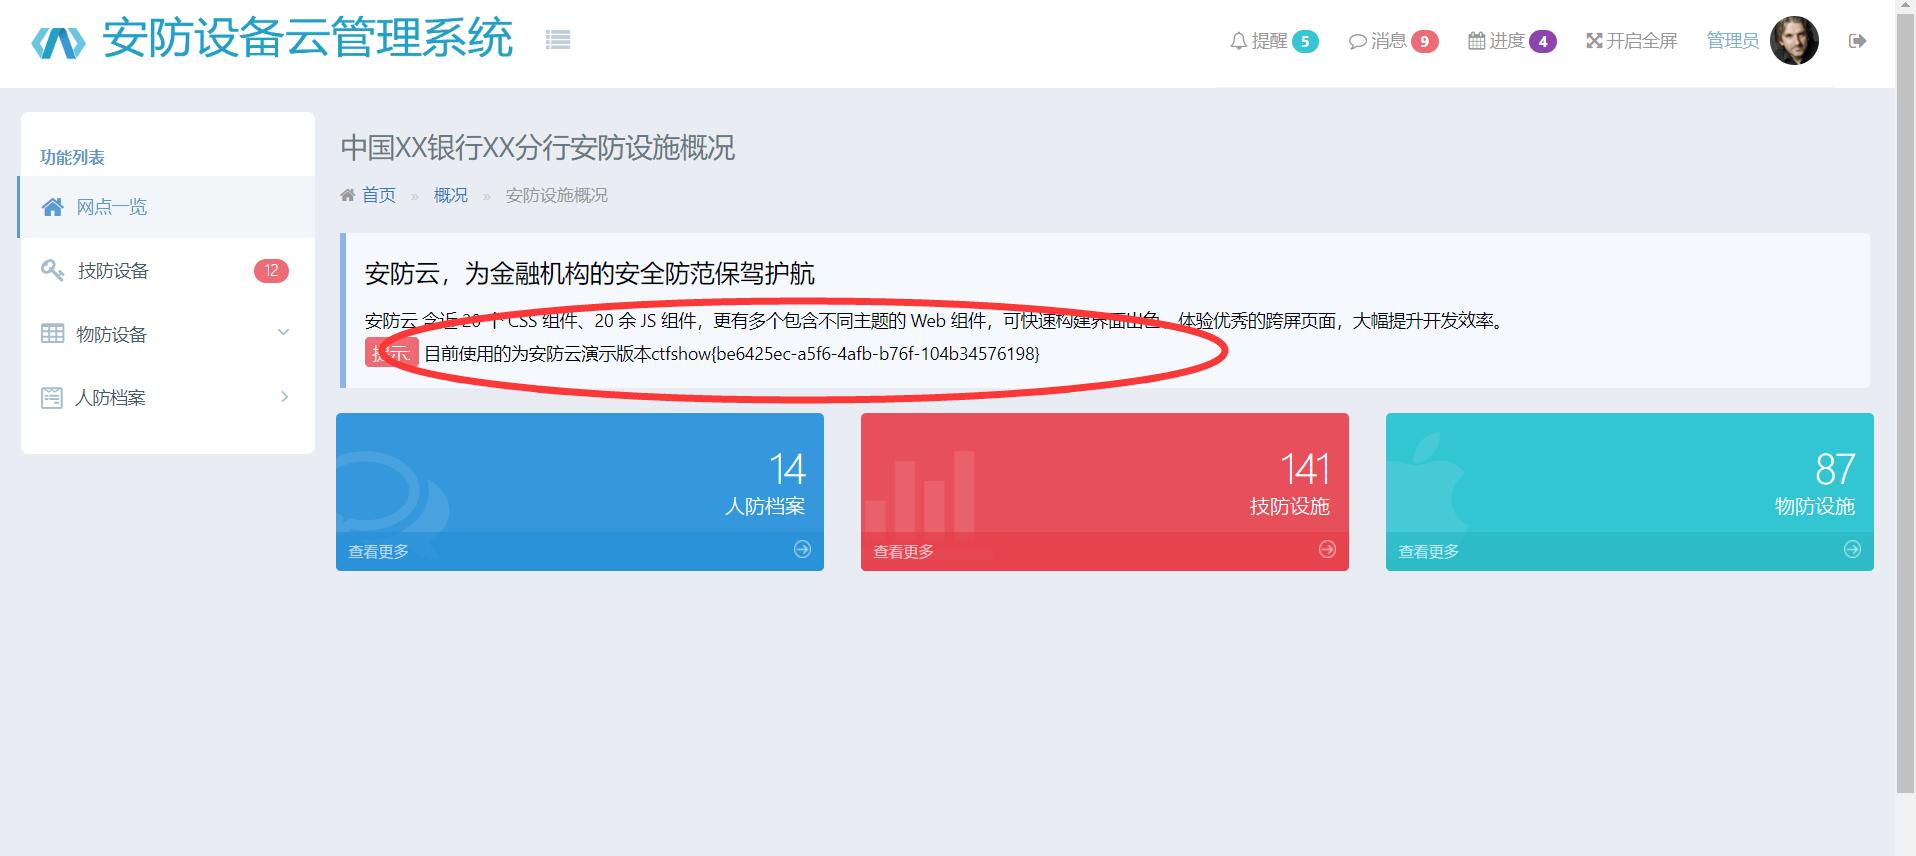 安防设备云管理系统
提醒 5 消息 9 进度 4 开启全屏 管理员
功能列表
网点一览
技防设备 12
物防设备
人防档案
中国XX银行XX分行安防设施概况
首页 » 概况 » 安防设施概况
安防云，为金融机构的安全防范保驾护航
安防云 含近 20 个 CSS 组件、20 余 JS 组件，更有多个包含不同主题的 Web 组件，可快速构建界面出色、体验优秀的跨屏页面，大幅提升开发效率。
提示: 目前使用的为安防云演示版本ctfshow{be6425ec-a5f6-4afb-b76f-104b34576198}
14
人防档案
查看更多
141
技防设施
查看更多
87
物防设施
查看更多